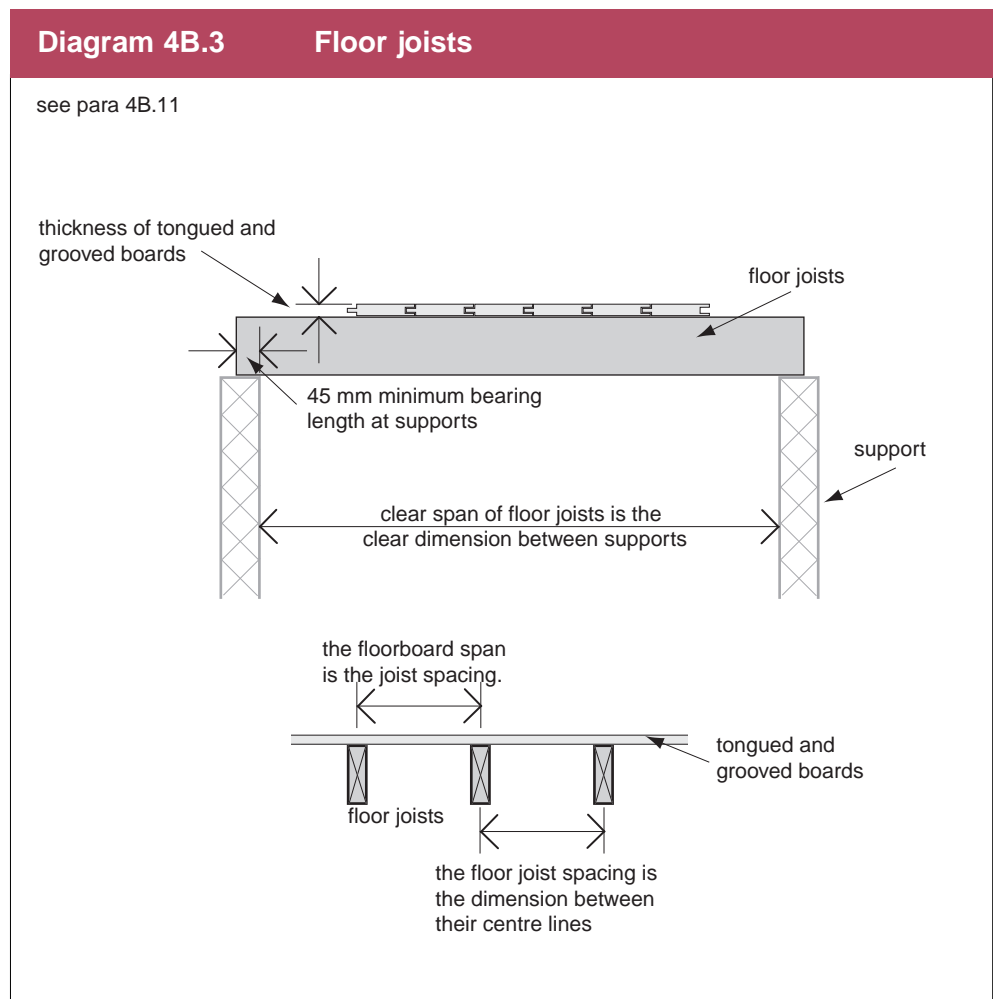 Diagram 4B.3 Floor joists
see para 4B.11
thickness of tongued and
grooved boards
floor joists
45 mm minimum bearing
length at supports
support
clear span of floor joists is the
clear dimension between supports
the floorboard span
is the joist spacing.
tongued and
grooved boards
floor joists
the floor joist spacing is
the dimension between
their centre lines